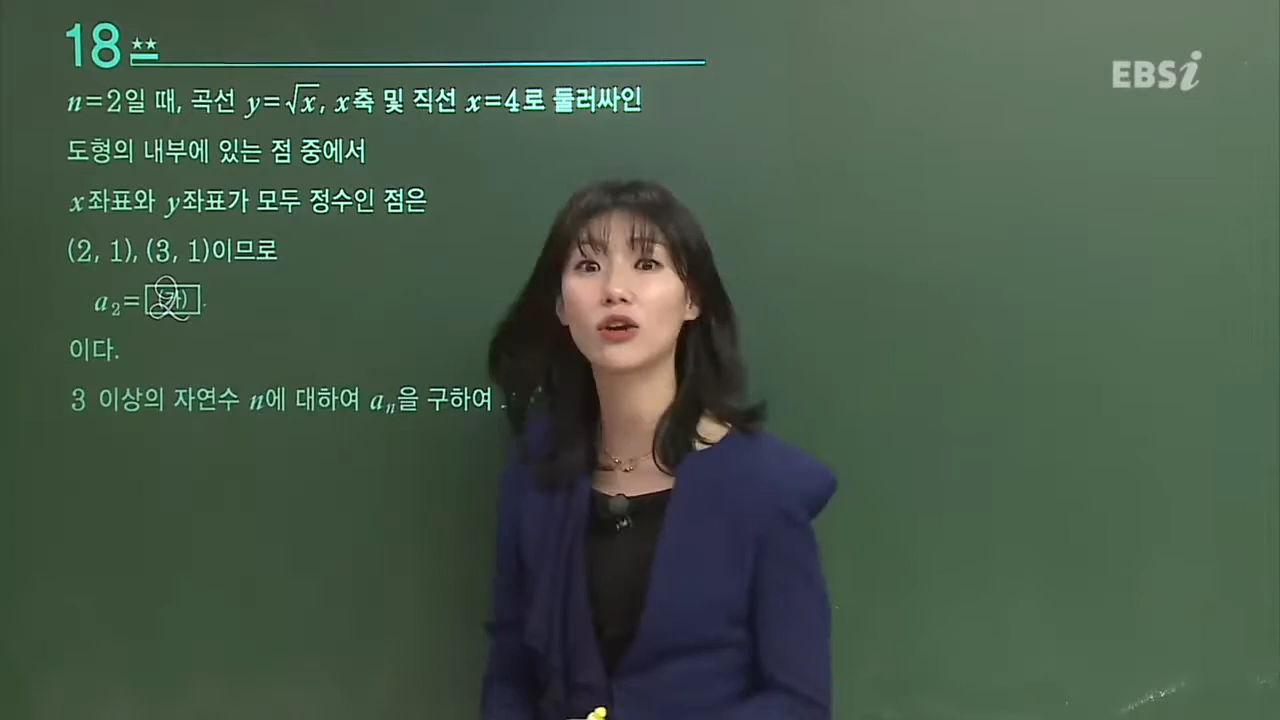 18 ★★
EBSi
n=2일 때, 곡선 y=√x, x축 및 직선 x=4로 둘러싸인
도형의 내부에 있는 점 중에서
x좌표와 y좌표가 모두 정수인 점은
(2, 1), (3, 1)이므로
a₂= (가) 2 .
이다.
3 이상의 자연수 n에 대하여 aₙ을 구하여